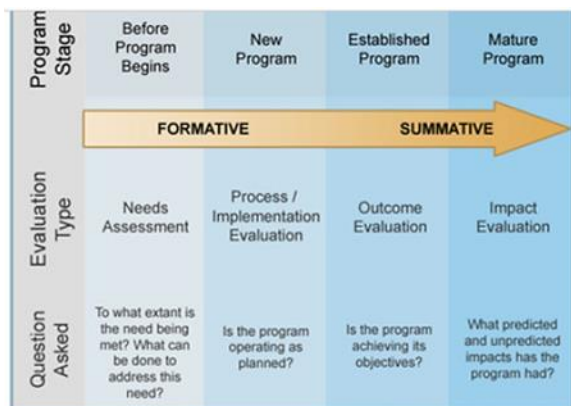 Program
Stage
Before
Program
Begins
New
Program
Established
Program
Mature
Program
FORMATIVE
SUMMATIVE
Evaluation
Type
Needs
Assessment
Process /
Implementation
Evaluation
Outcome
Evaluation
Impact
Evaluation
Question
Asked
To what extant is
the need being
met? What can
be done to
address this
need?
Is the program
operating as
planned?
Is the program
achieving its
objectives?
What predicted
and unpredicted
impacts has the
program had?